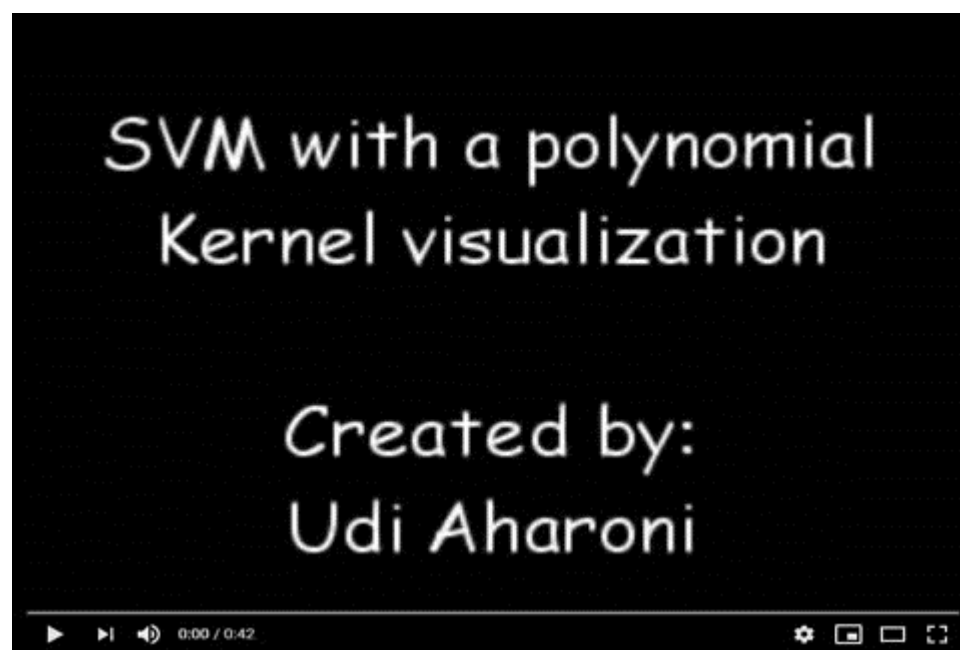 SVM with a polynomial
Kernel visualization
Created by:
Udi Aharoni
0:00 / 0:42